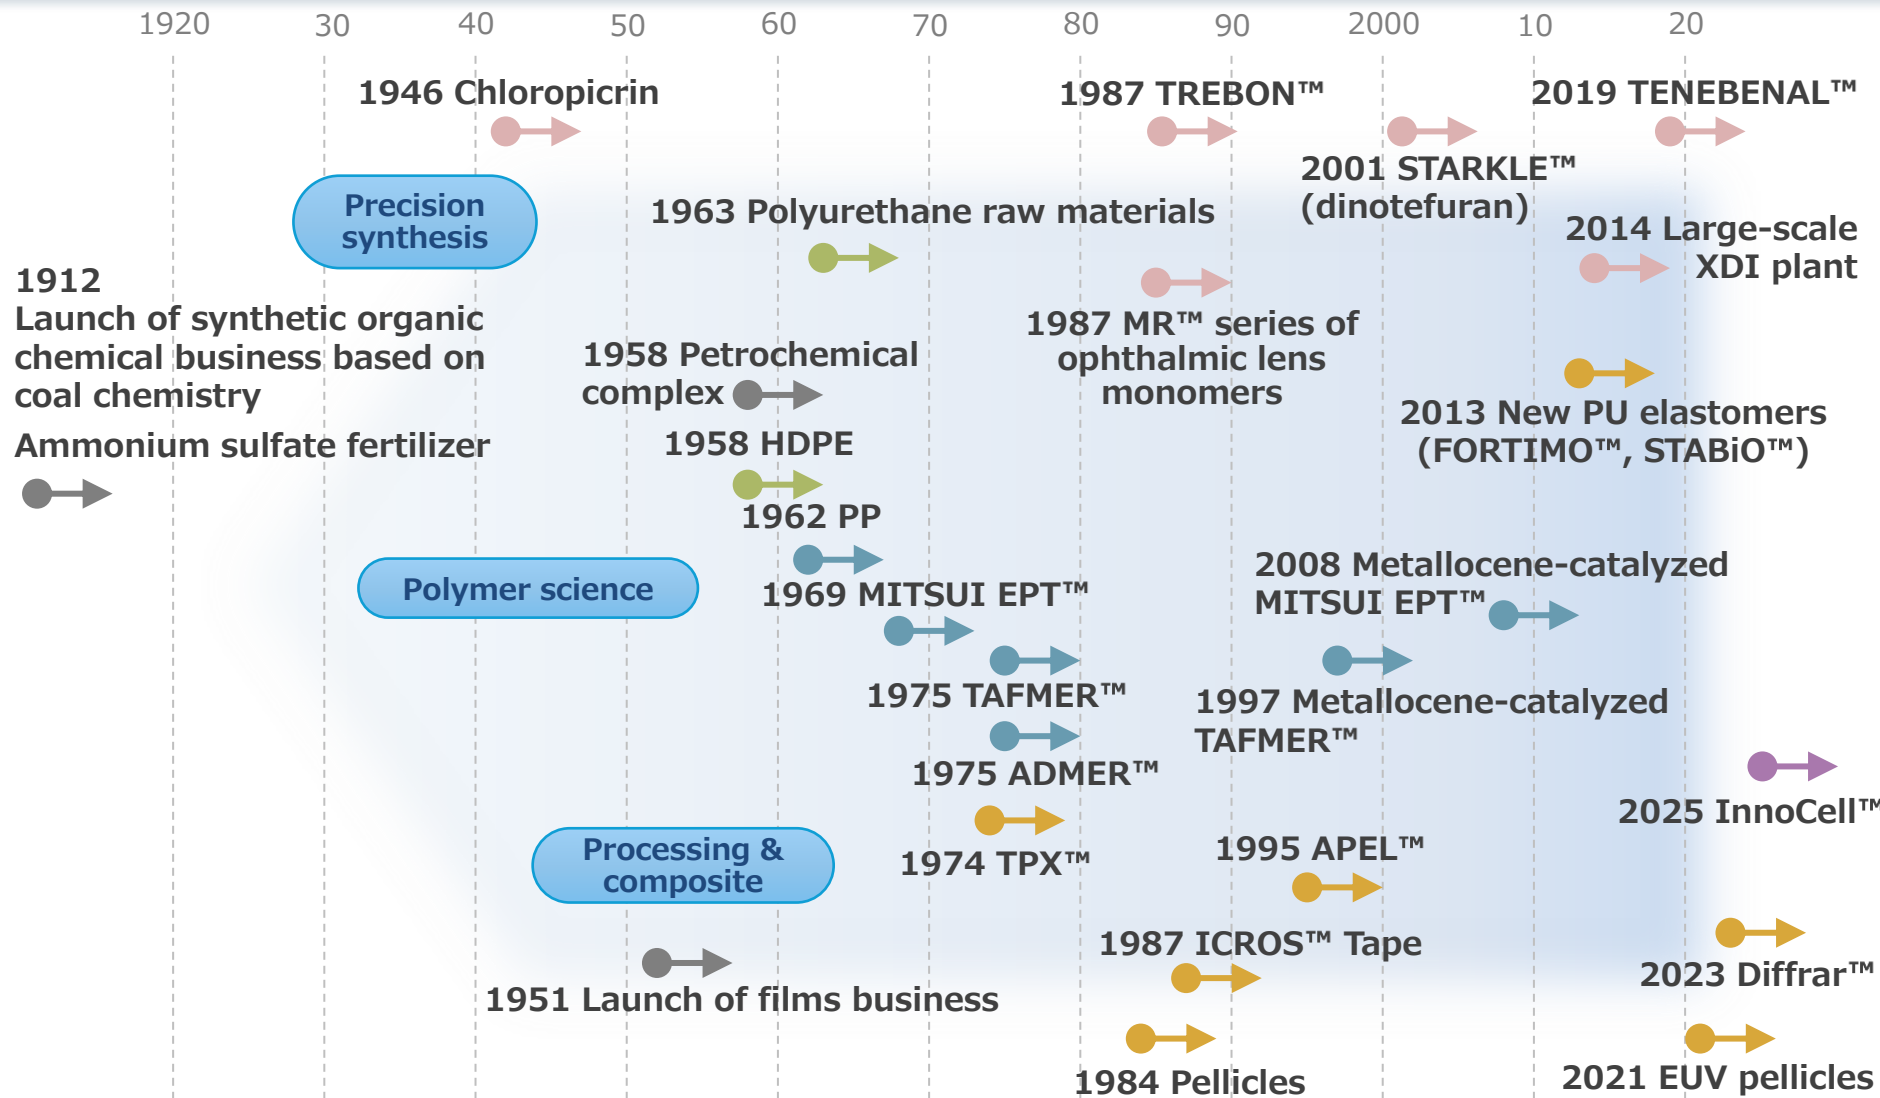 1920 30 40 50 60 70 80 90 2000 10 20
1946 Chloropicrin
1987 TREBON™
2019 TENEBENAL™
2001 STARKLE™
(dinotefuran)
Precision
synthesis
1963 Polyurethane raw materials
2014 Large-scale
XDI plant
1912
Launch of synthetic organic
chemical business based on
coal chemistry
Ammonium sulfate fertilizer
1987 MR™ series of
ophthalmic lens
monomers
1958 Petrochemical
complex
2013 New PU elastomers
(FORTIMO™, STABiO™)
1958 HDPE
1962 PP
Polymer science
1969 MITSUI EPT™
2008 Metallocene-catalyzed
MITSUI EPT™
1975 TAFMER™
1997 Metallocene-catalyzed
TAFMER™
1975 ADMER™
2025 InnoCell™
Processing &
composite
1974 TPX™
1995 APEL™
1987 ICROS™ Tape
2023 Diffrar™
1951 Launch of films business
1984 Pellicles
2021 EUV pellicles